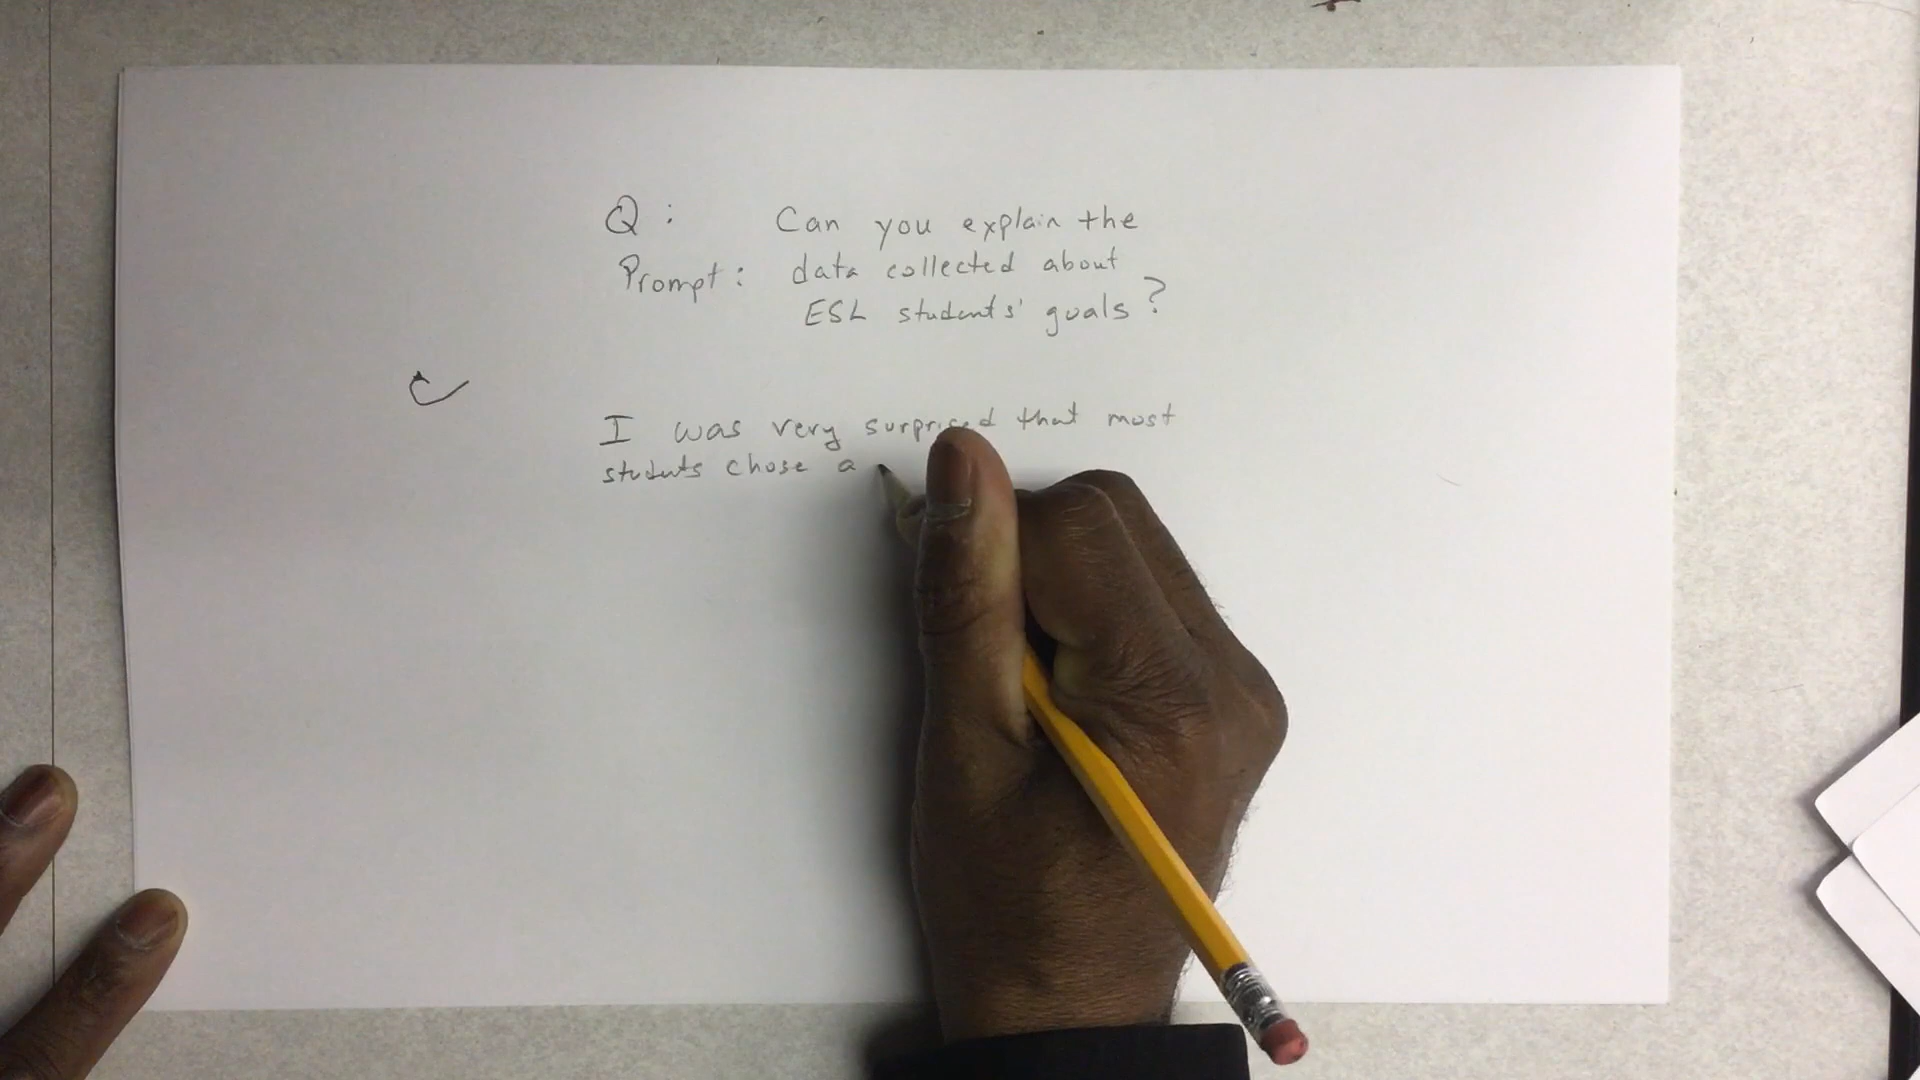 Q : Can you explain the
Prompt : data collected about
ESL students' goals ?
I was very surprised that most
students chose a